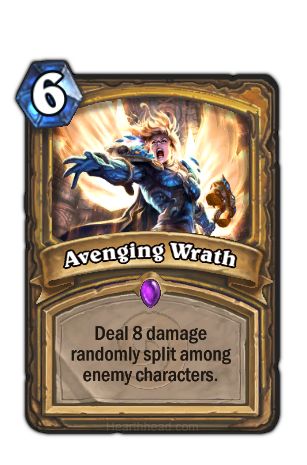 6
Avenging Wrath
Deal 8 damage
randomly split among
enemy characters.
Hearthhead.com